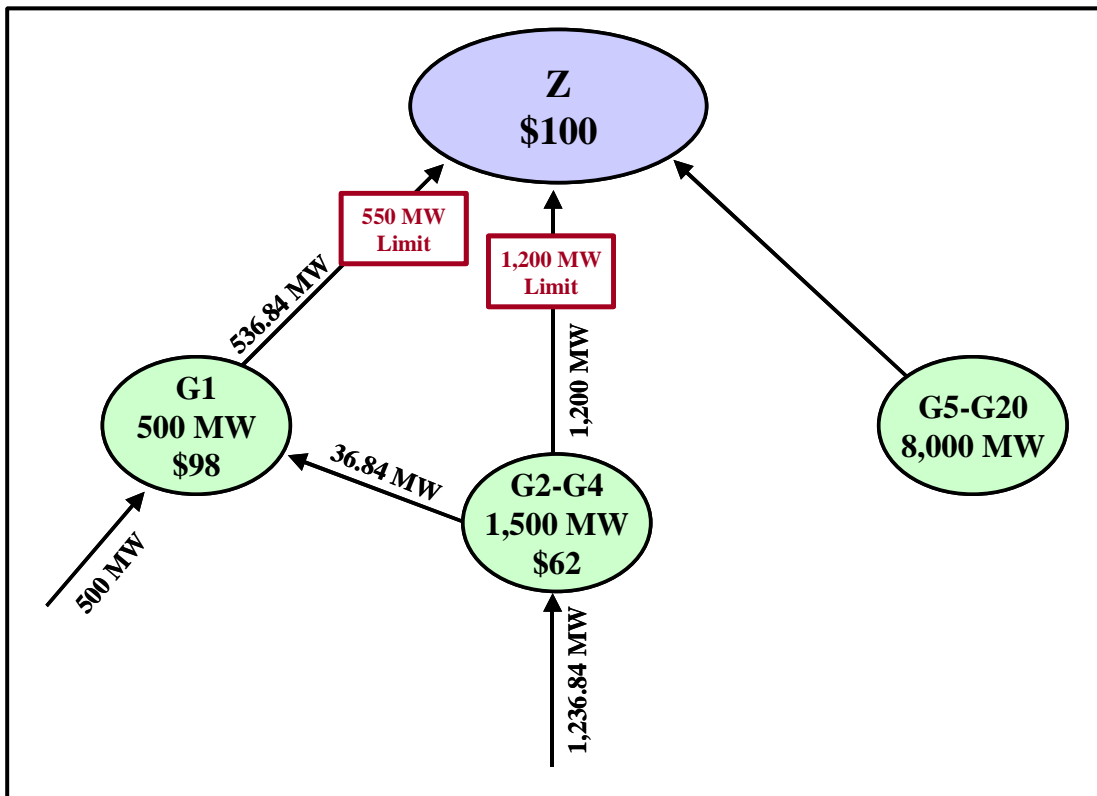 Z
$100
550 MW
Limit
1,200 MW
Limit
536.84 MW
1,200 MW
G1
500 MW
$98
36.84 MW
G2-G4
1,500 MW
$62
G5-G20
8,000 MW
500 MW
1,236.84 MW